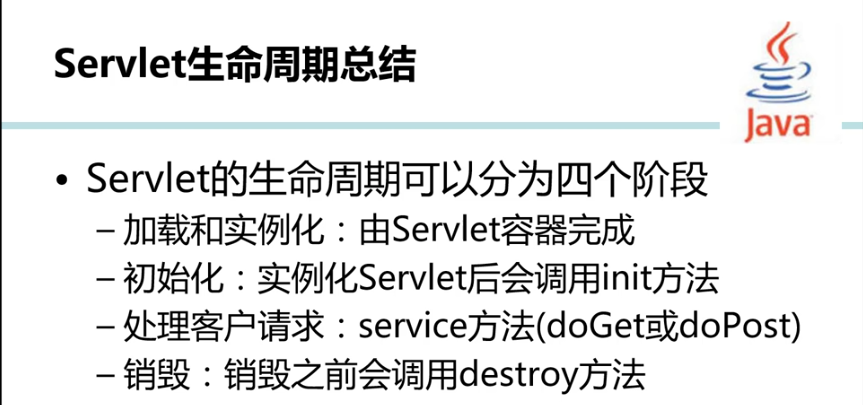 Servlet生命周期总结
Java
• Servlet的生命周期可以分为四个阶段
– 加载和实例化：由Servlet容器完成
– 初始化：实例化Servlet后会调用init方法
– 处理客户请求：service方法(doGet或doPost)
– 销毁：销毁之前会调用destroy方法